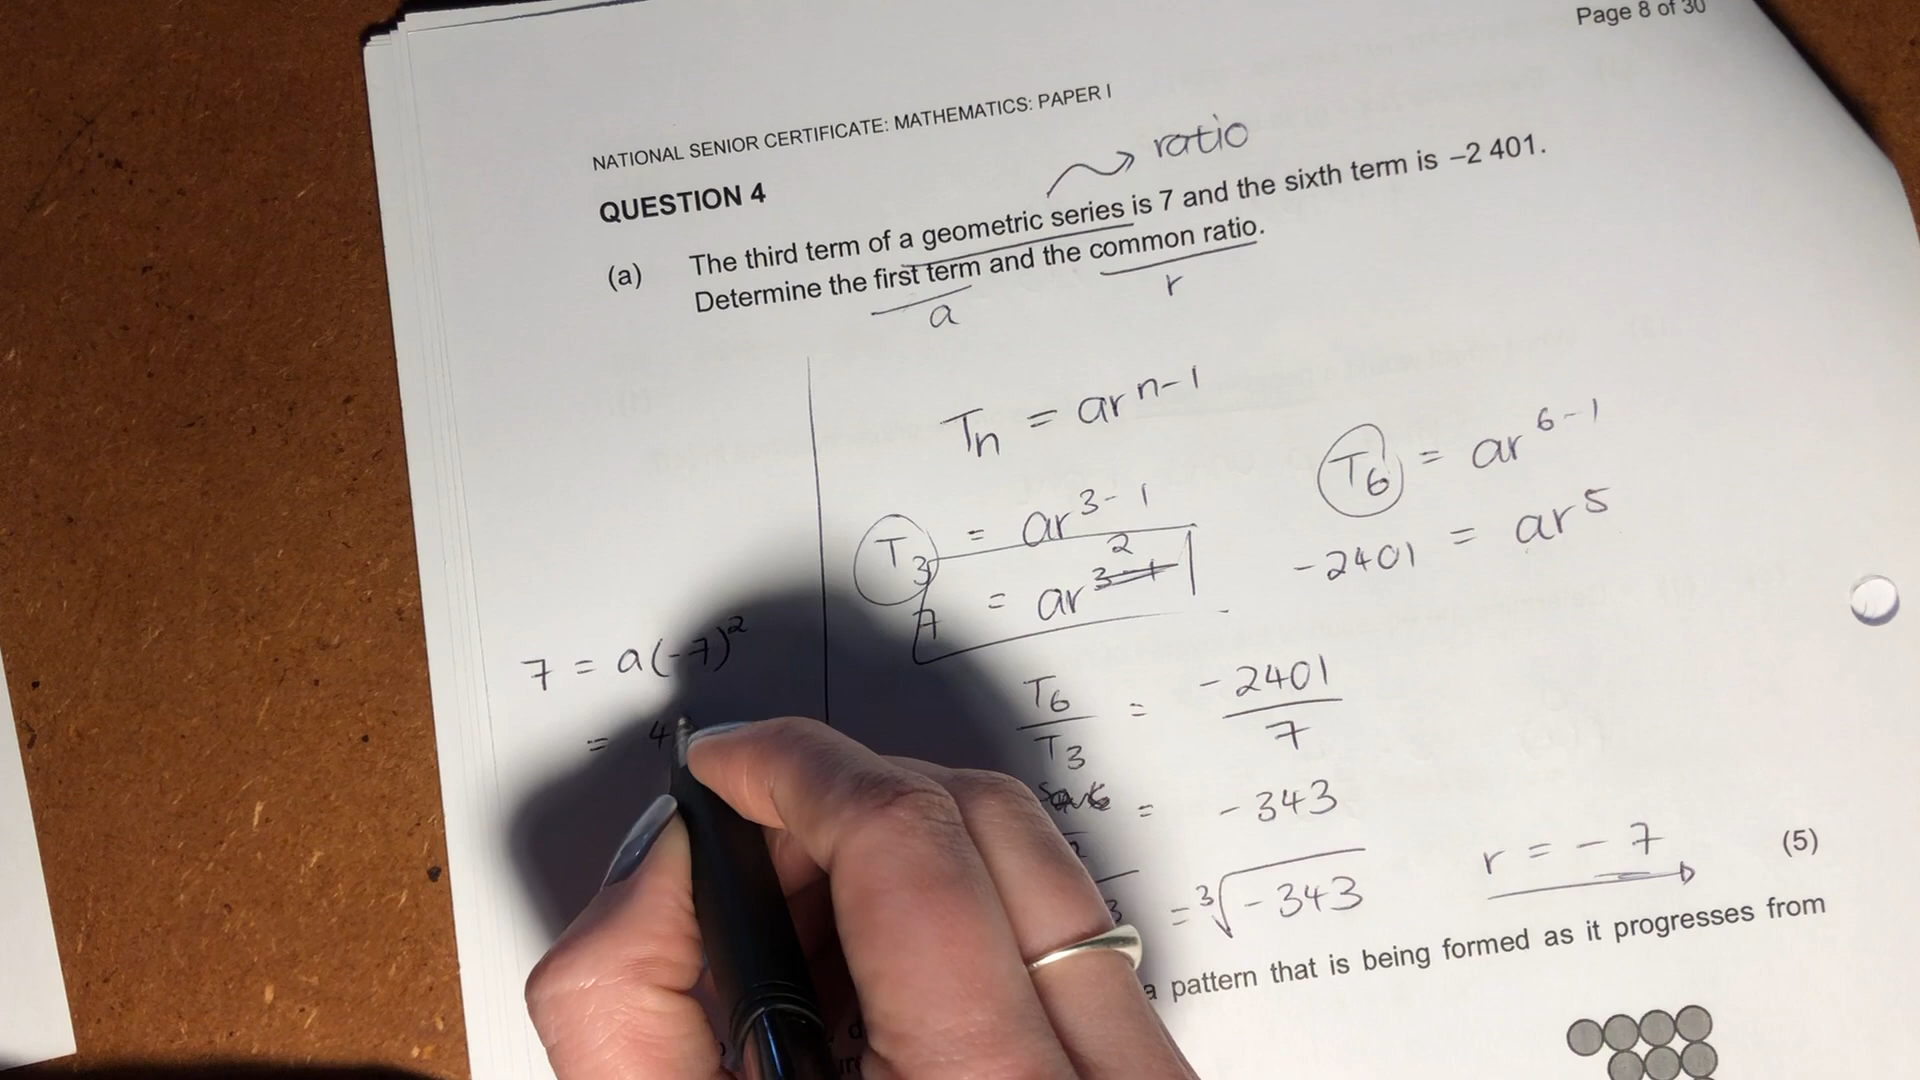 Page 8 of 30
NATIONAL SENIOR CERTIFICATE: MATHEMATICS: PAPER I
ratio
QUESTION 4
(a) The third term of a geometric series is 7 and the sixth term is –2 401.
Determine the first term and the common ratio.
a
r
Tn = ar^n-1
T3 = ar^3-1
7 = ar^2
T6 = ar^6-1
-2401 = ar^5
T6/T3 = -2401/7
= -343
= ³√-343
r = -7
(5)
7 = a(-7)^2
= 4
a pattern that is being formed as it progresses from